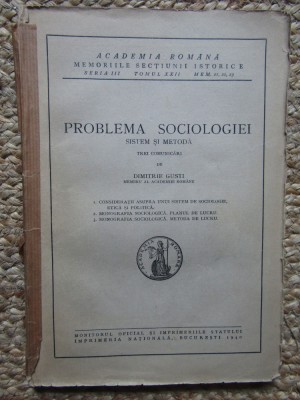 ACADEMIA ROMÂNĂ
MEMORIILE SECȚIUNII ISTORICE
SERIA III TOMUL XXII MEM.
PROBLEMA SOCIOLOGIEI
SISTEM ȘI METODĂ
TREI COMUNICĂRI
DE
DIMITRIE GUSTI
MEMBRU AL ACADEMIEI ROMÂNE
1. CONSIDERAȚII ASUPRA UNUI SISTEM DE SOCIOLOGIE,
ETICĂ ȘI POLITICĂ.
2. MONOGRAFIA SOCIOLOGICĂ. PLANUL DE LUCRU.
3. MONOGRAFIA SOCIOLOGICĂ. METODA DE LUCRU.
MONITORUL OFICIAL ȘI IMPRIMERIILE STATULUI
IMPRIMERIA NAȚIONALĂ, BUCUREȘTI 1940